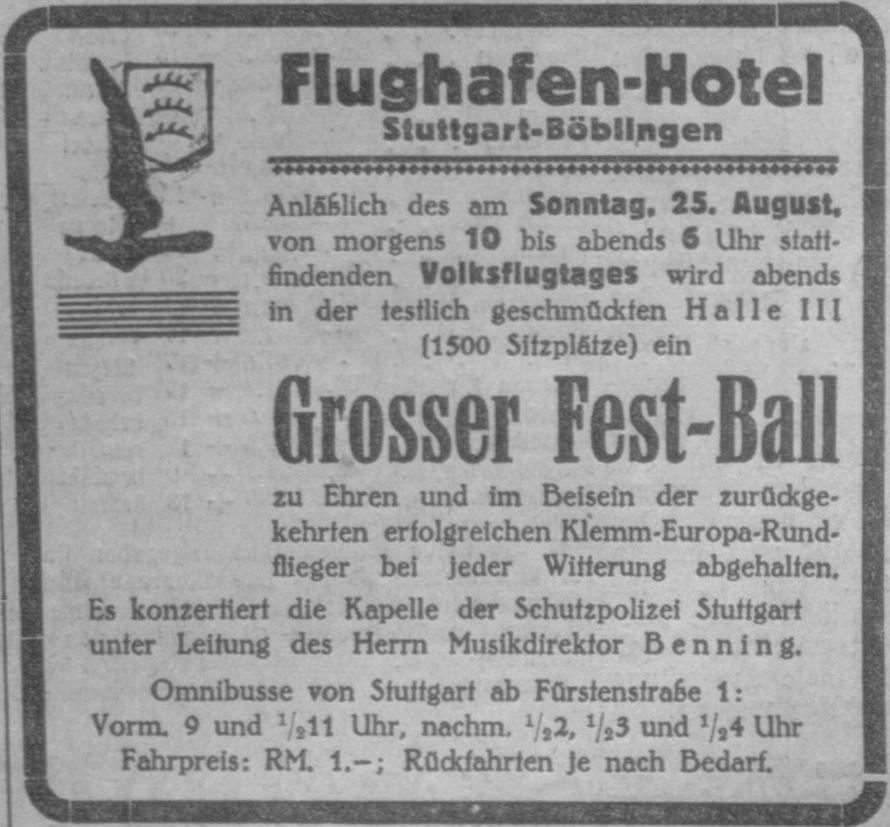 Flughafen-Hotel
Stuttgart-Böblingen
Anläßlich des am Sonntag, 25. August,
von morgens 10 bis abends 6 Uhr statt-
findenden Volksflugtages wird abends
in der festlich geschmückten Halle III
(1500 Sitzplätze) ein
Grosser Fest-Ball
zu Ehren und im Beisein der zurückge-
kehrten erfolgreichen Klemm-Europa-Rund-
flieger bei jeder Witterung abgehalten.
Es konzertiert die Kapelle der Schutzpolizei Stuttgart
unter Leitung des Herrn Musikdirektor Benning.
Omnibusse von Stuttgart ab Fürstenstraße 1:
Vorm. 9 und 1/211 Uhr, nachm. 1/22, 1/23 und 1/24 Uhr
Fahrpreis: RM. 1.–; Rückfahrten je nach Bedarf.